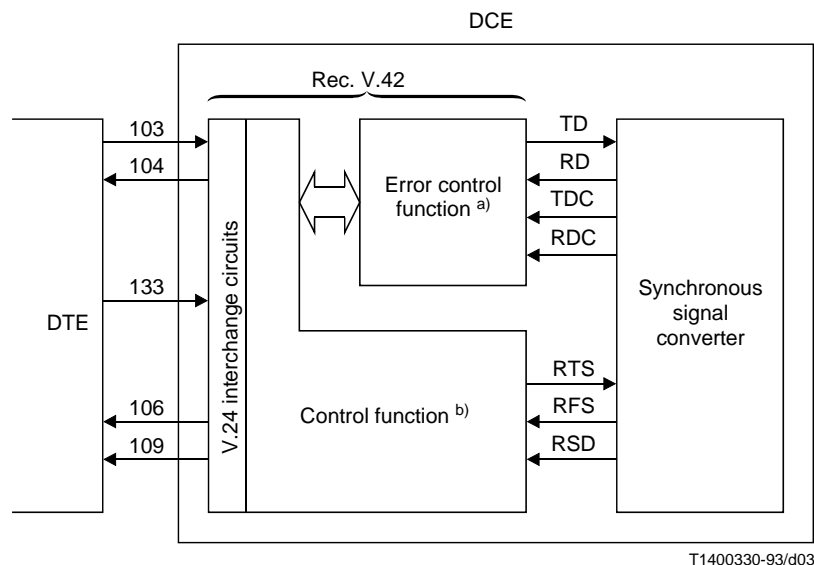 DCE
Rec. V.42
103
104
133
106
109
DTE
V.24 interchange circuits
Error control
function a)
Control function b)
TD
RD
TDC
RDC
RTS
RFS
RSD
Synchronous
signal
converter
T1400330-93/d03